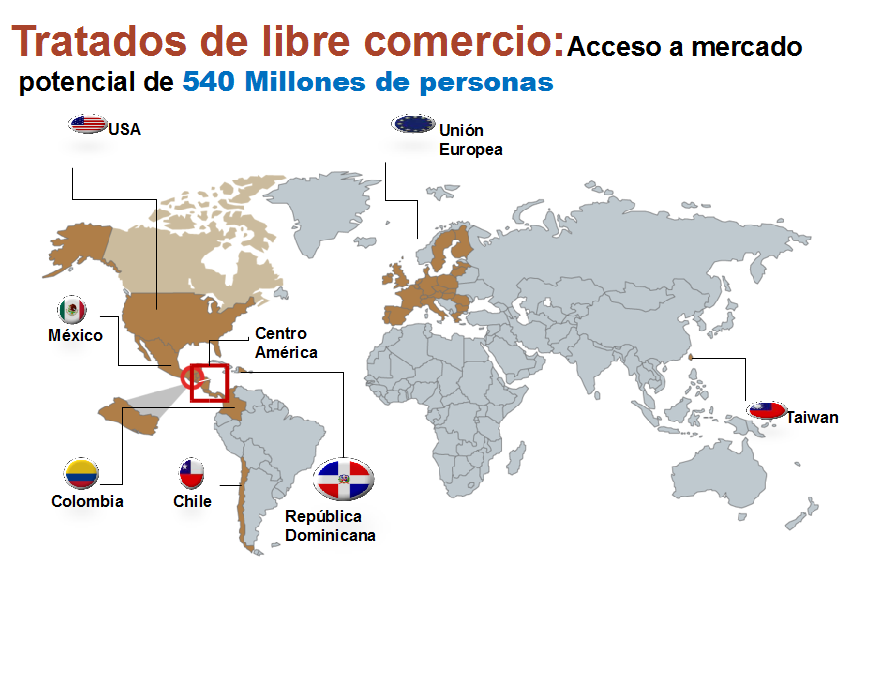 Tratados de libre comercio:Acceso a mercado
potencial de 540 Millones de personas
USA
Unión
Europea
México
Centro
América
Taiwan
Colombia
Chile
República
Dominicana